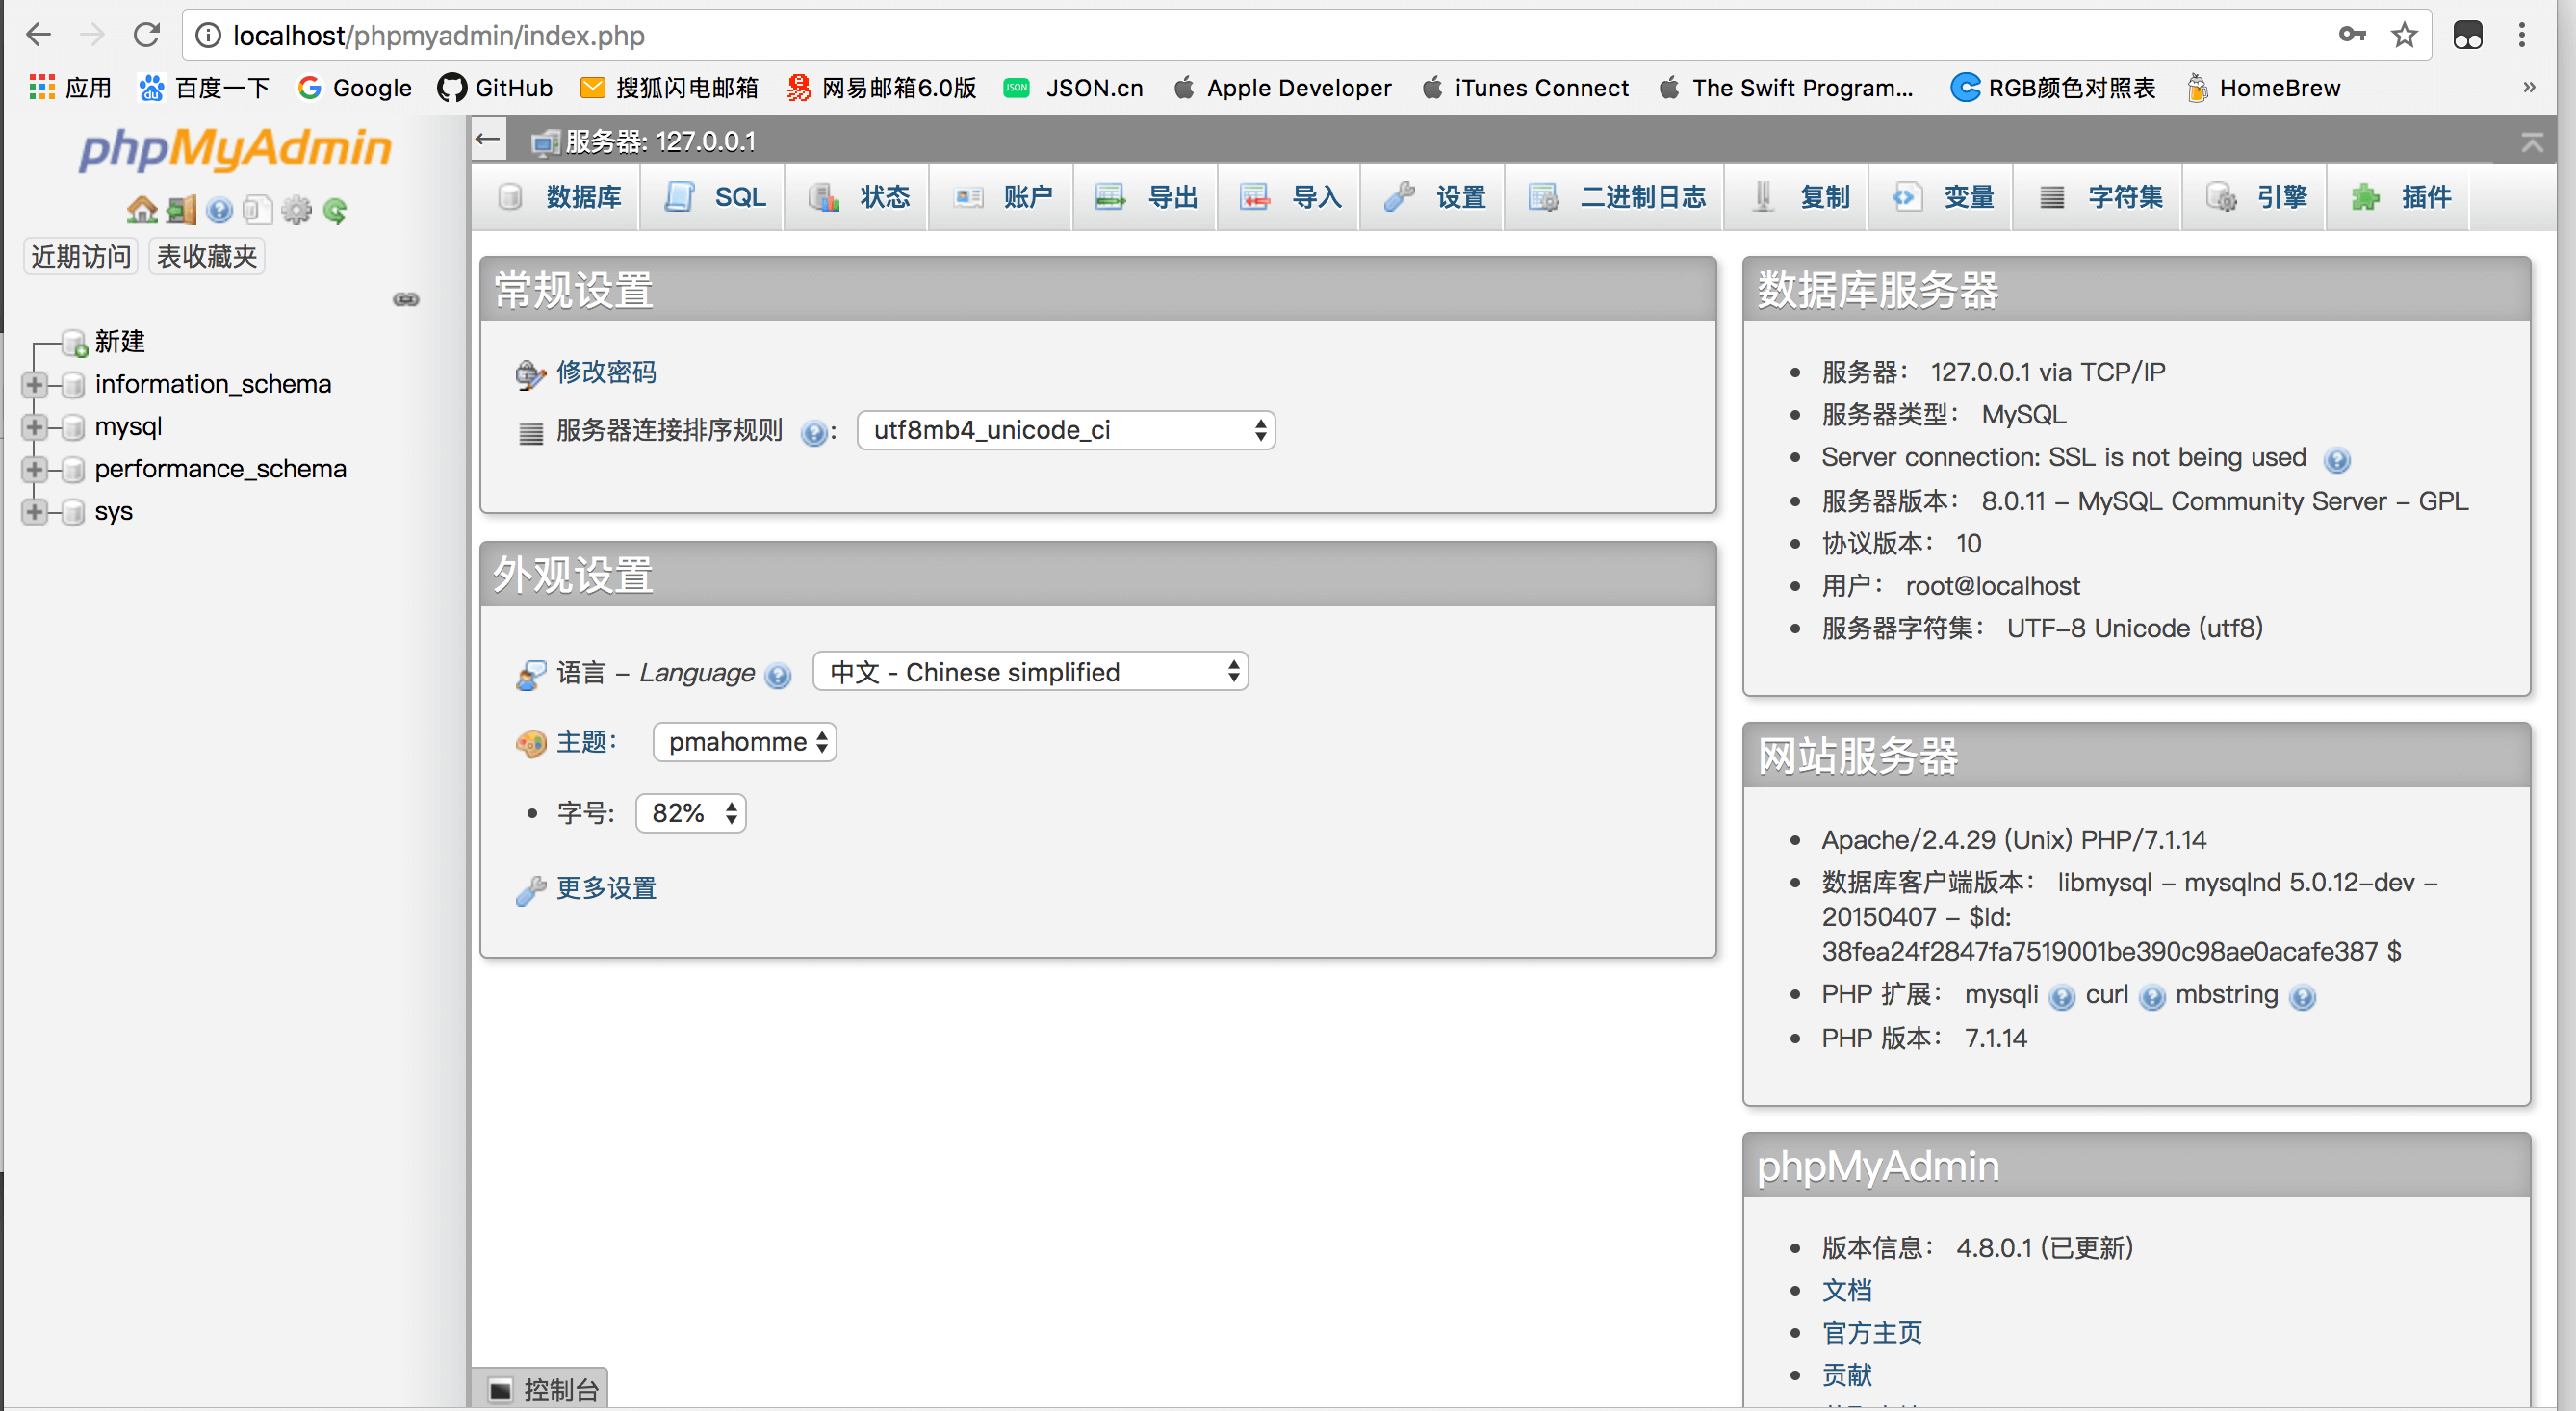 localhost/phpmyadmin/index.php
应用 百度一下 Google GitHub 搜狐闪电邮箱 网易邮箱6.0版 JSON JSON.cn Apple Developer iTunes Connect The Swift Program... RGB颜色对照表 HomeBrew »
phpMyAdmin
近期访问 表收藏夹
新建
information_schema
mysql
performance_schema
sys
服务器: 127.0.0.1
数据库 SQL 状态 账户 导出 导入 设置 二进制日志 复制 变量 字符集 引擎 插件
常规设置
修改密码
服务器连接排序规则 : utf8mb4_unicode_ci
外观设置
语言 - Language 中文 - Chinese simplified
主题: pmahomme
• 字号: 82%
更多设置
数据库服务器
• 服务器: 127.0.0.1 via TCP/IP
• 服务器类型: MySQL
• Server connection: SSL is not being used
• 服务器版本: 8.0.11 - MySQL Community Server - GPL
• 协议版本: 10
• 用户: root@localhost
• 服务器字符集: UTF-8 Unicode (utf8)
网站服务器
• Apache/2.4.29 (Unix) PHP/7.1.14
• 数据库客户端版本: libmysql - mysqlnd 5.0.12-dev -
20150407 - $Id:
38fea24f2847fa7519001be390c98ae0acafe387 $
• PHP 扩展: mysqli curl mbstring
• PHP 版本: 7.1.14
phpMyAdmin
• 版本信息: 4.8.0.1 (已更新)
• 文档
• 官方主页
• 贡献
控制台